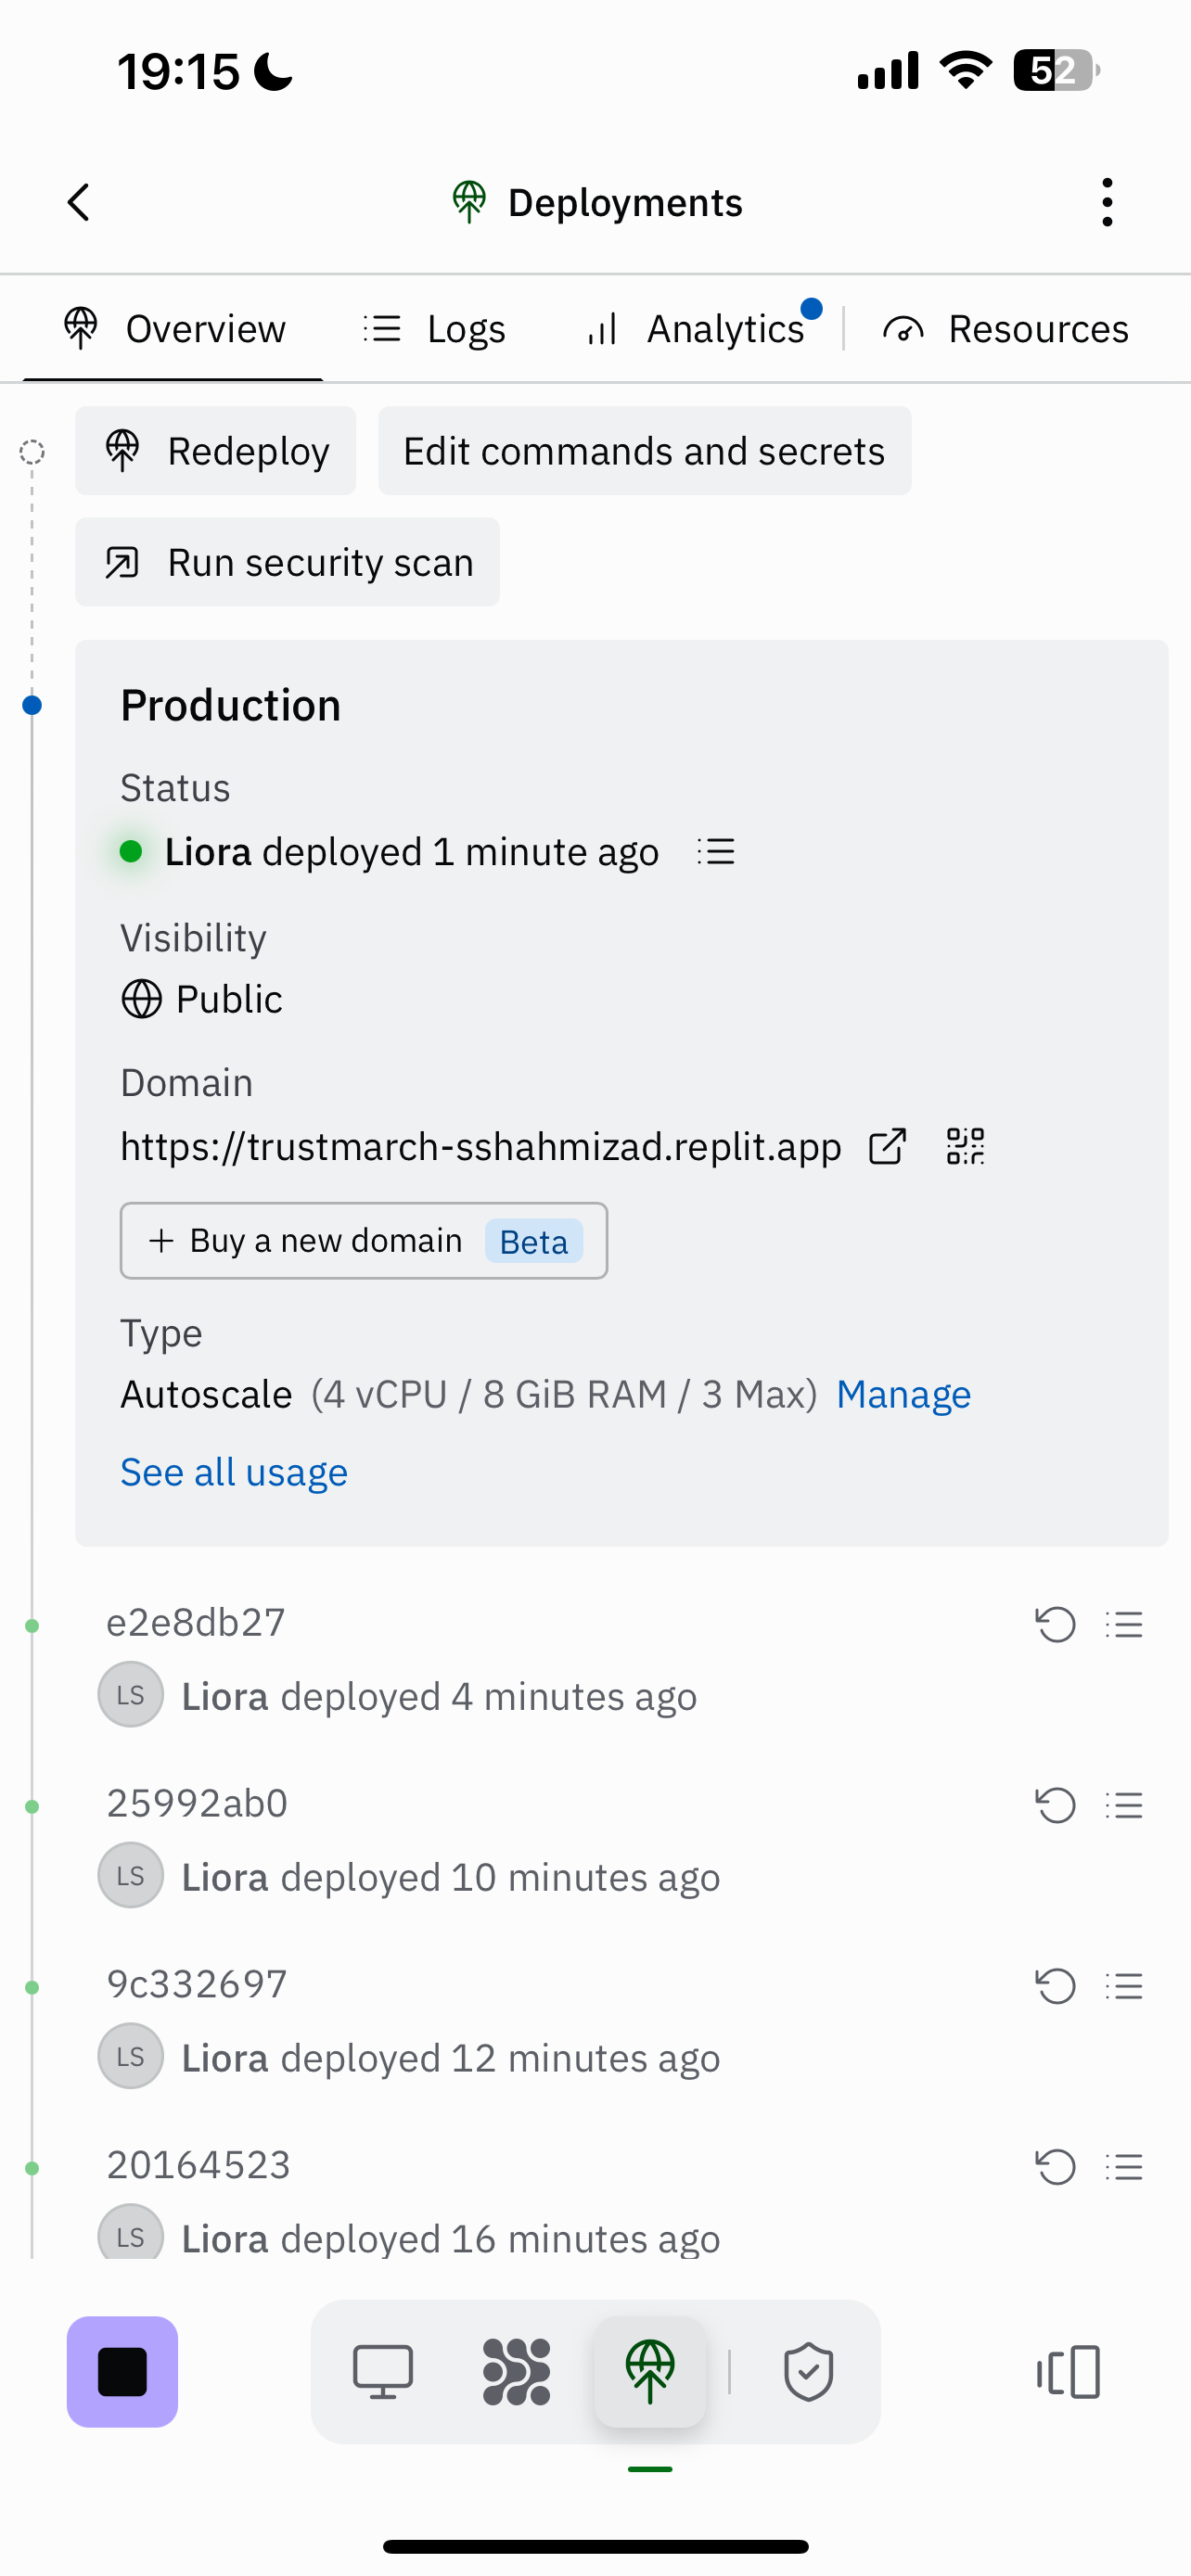 19:15
52
Deployments
Overview
Logs
Analytics
Resources
Redeploy
Edit commands and secrets
Run security scan
Production
Status
Liora deployed 1 minute ago
Visibility
Public
Domain
https://trustmarch-sshahmizad.replit.app
+ Buy a new domain Beta
Type
Autoscale (4 vCPU / 8 GiB RAM / 3 Max) Manage
See all usage
e2e8db27
LS Liora deployed 4 minutes ago
25992ab0
LS Liora deployed 10 minutes ago
9c332697
LS Liora deployed 12 minutes ago
20164523
LS Liora deployed 16 minutes ago